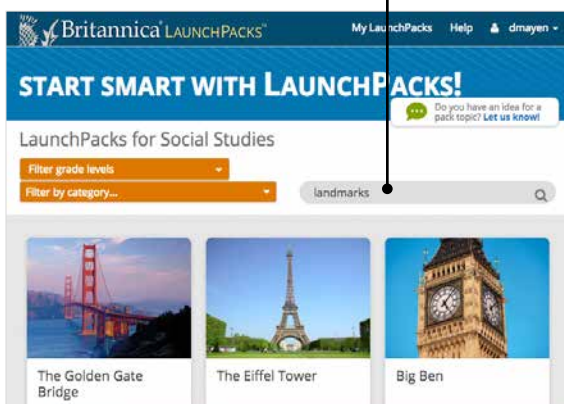 Britannica LAUNCHPACKS™
My LaunchPacks Help dmayen
START SMART WITH LAUNCHPACKS!
Do you have an idea for a
pack topic? Let us know!
LaunchPacks for Social Studies
Filter grade levels
Filter by category...
landmarks
The Golden Gate
Bridge
The Eiffel Tower
Big Ben